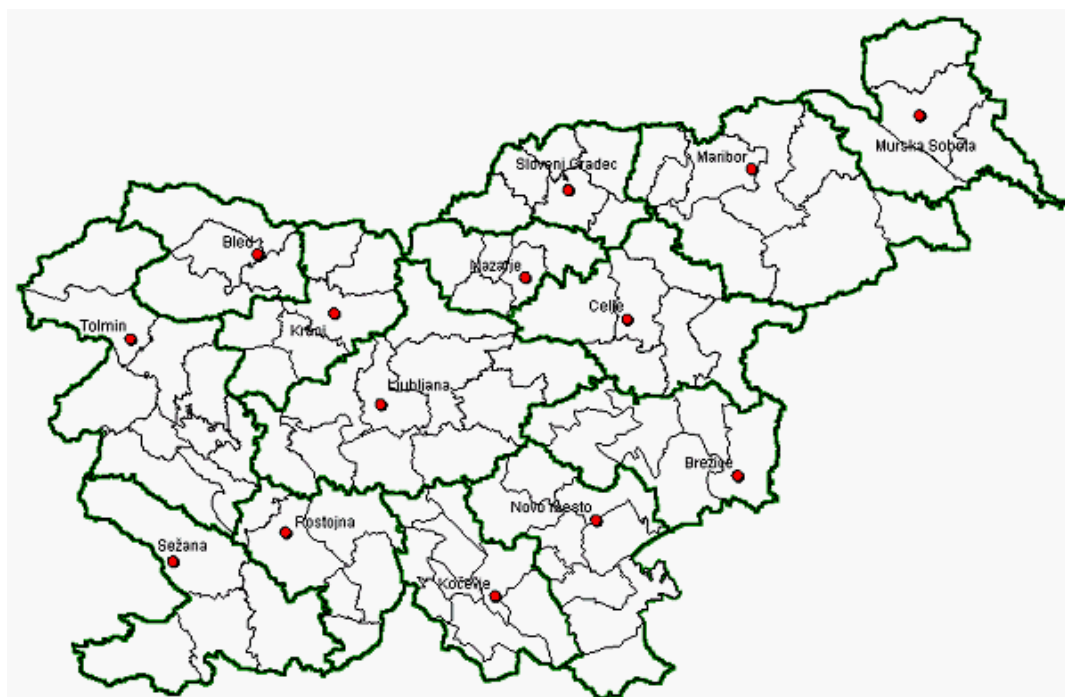 Murska Sobota
Maribor
Slovenj Gradec
Bled
Nazarje
Celje
Tolmin
Kranj
Ljubljana
Brežice
Novo mesto
Postojna
Sežana
Kočevje